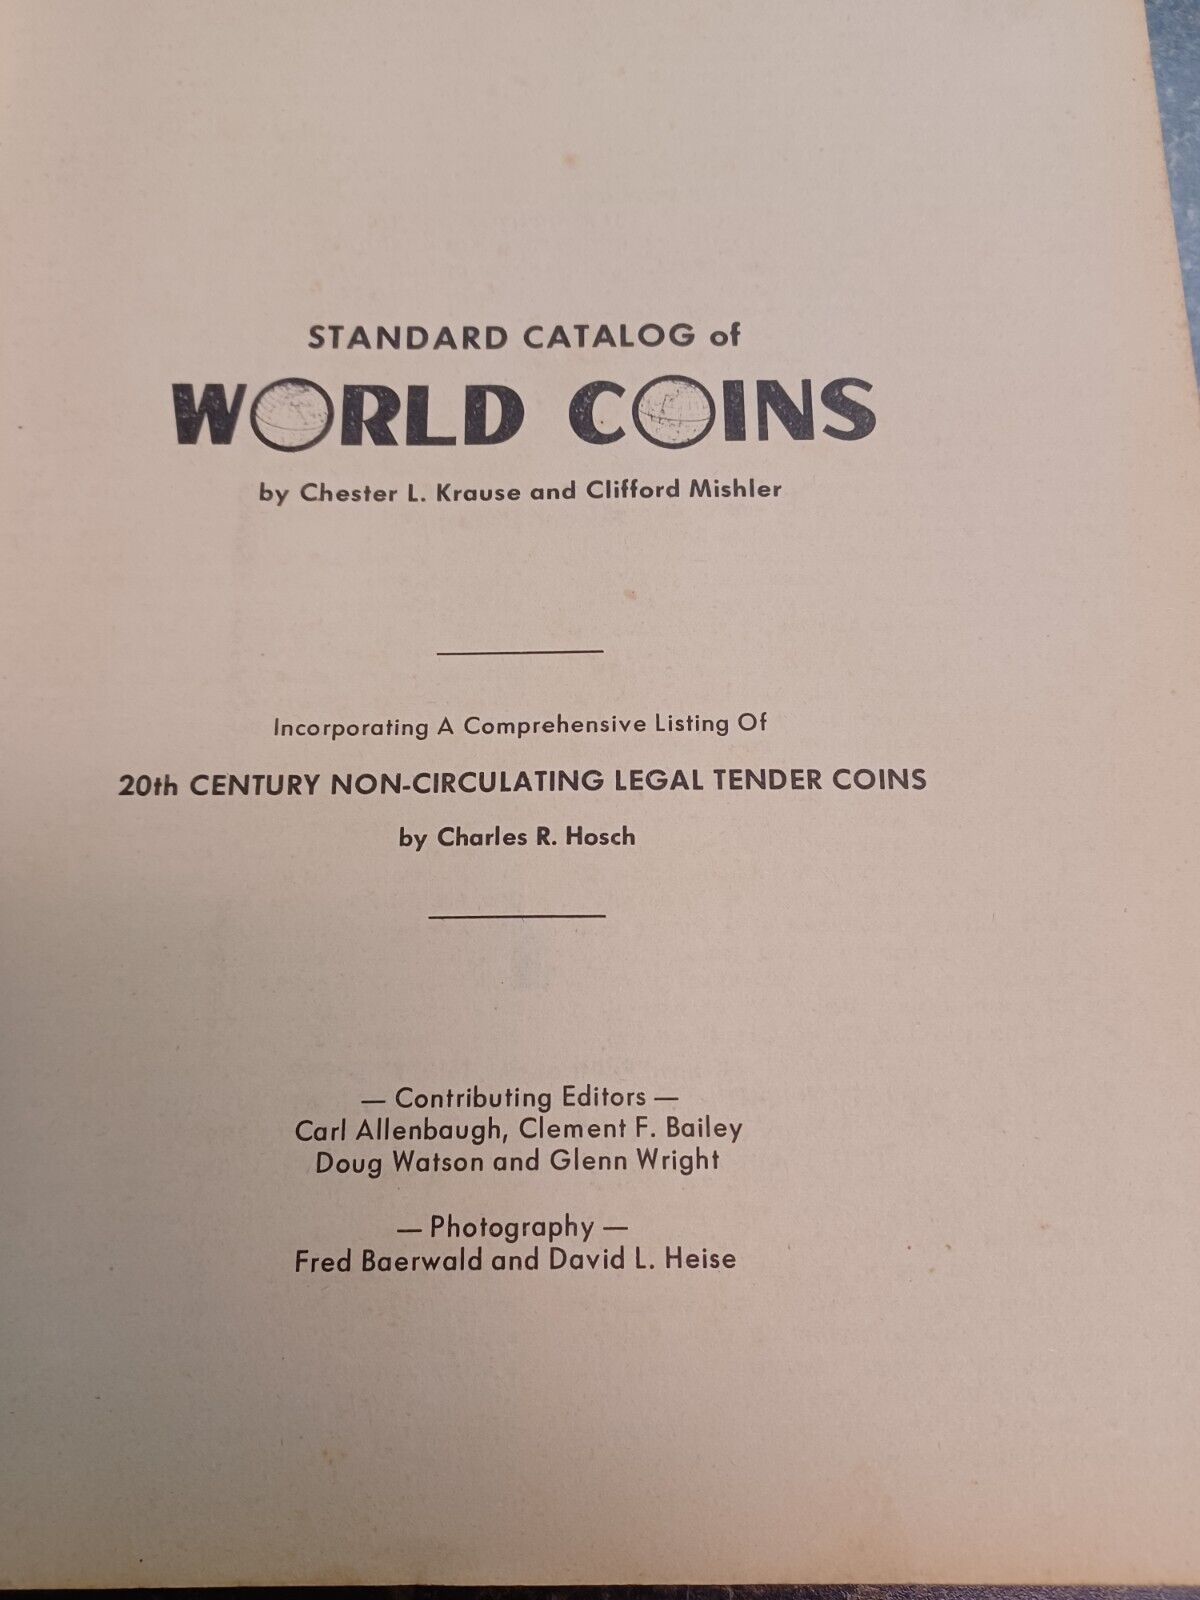 STANDARD CATALOG of
WORLD COINS
by Chester L. Krause and Clifford Mishler
Incorporating A Comprehensive Listing Of
20th CENTURY NON-CIRCULATING LEGAL TENDER COINS
by Charles R. Hosch
— Contributing Editors —
Carl Allenbaugh, Clement F. Bailey
Doug Watson and Glenn Wright
— Photography —
Fred Baerwald and David L. Heise